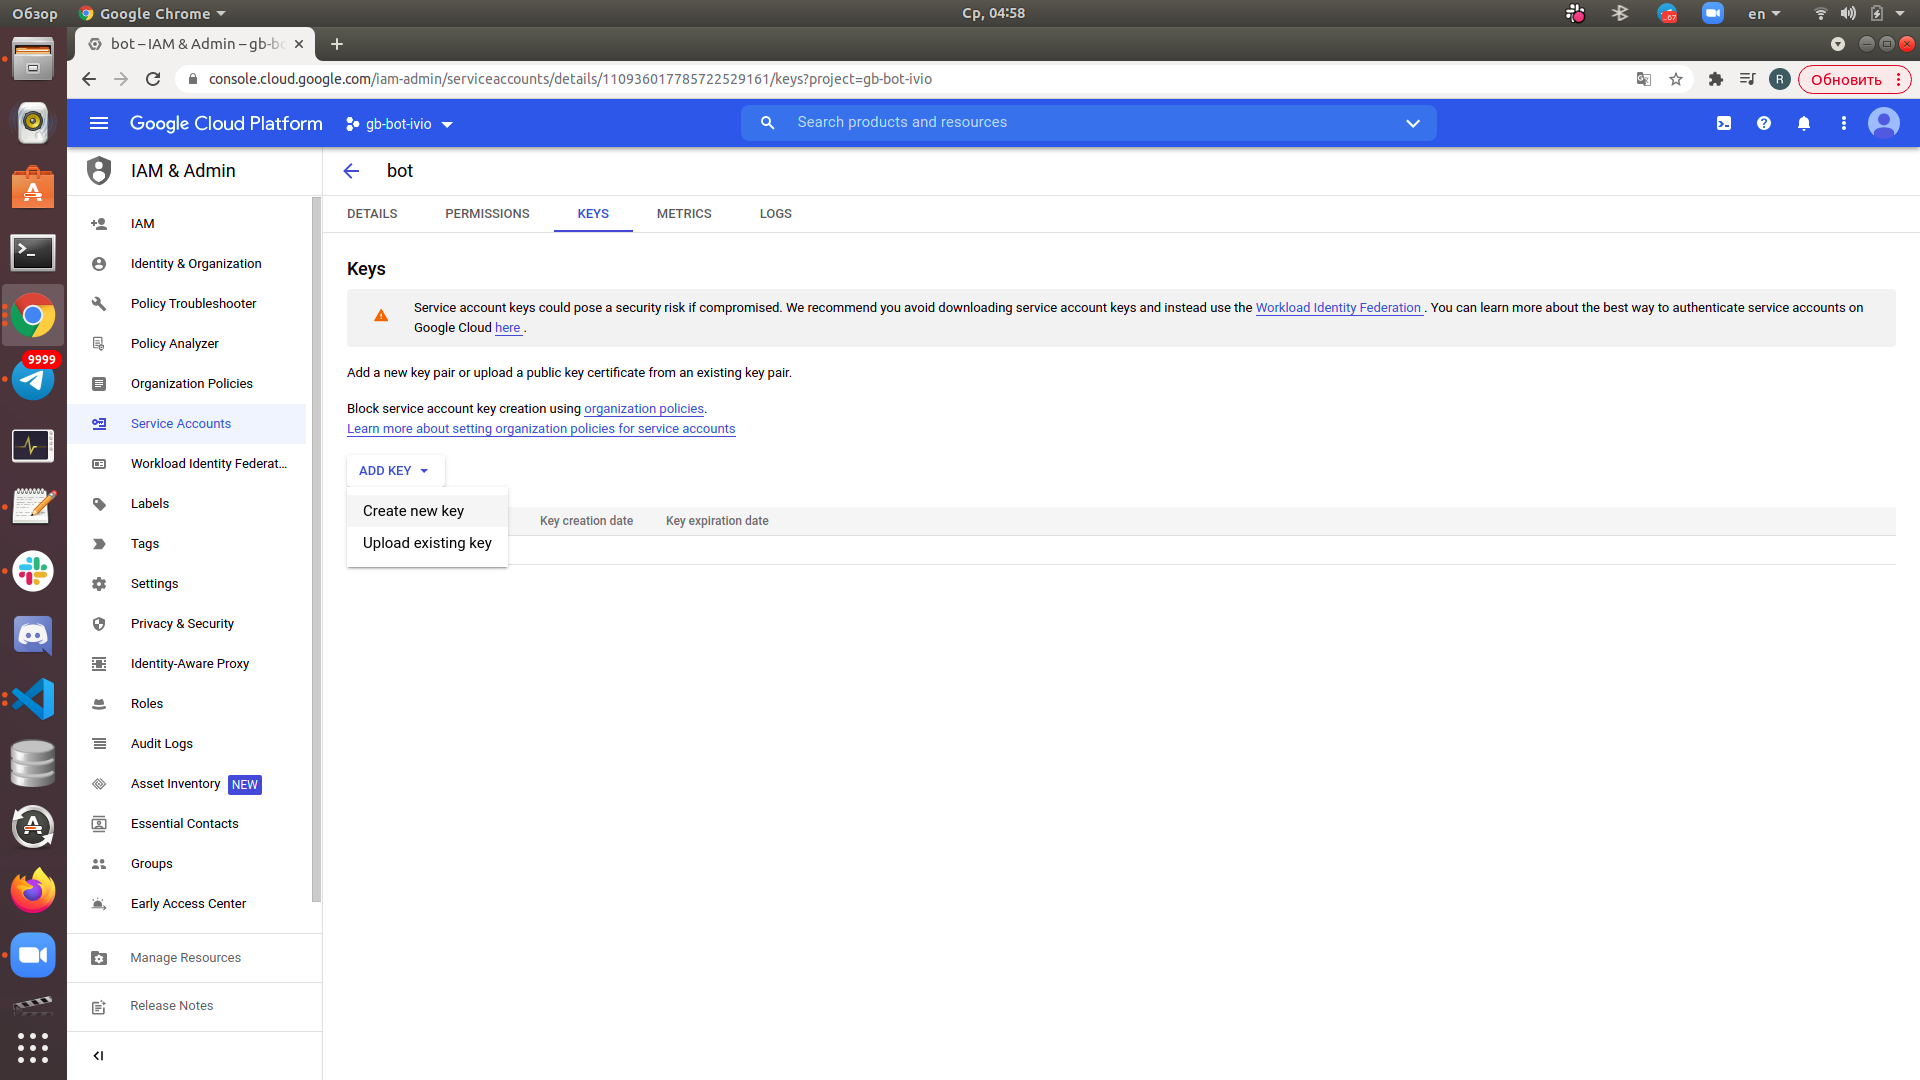 Обзор
Google Chrome
Ср, 04:58
67
en
bot – IAM & Admin – gb-bo
console.cloud.google.com/iam-admin/serviceaccounts/details/110936017785722529161/keys?project=gb-bot-ivio
R
Обновить
Google Cloud Platform
gb-bot-ivio
Search products and resources
IAM & Admin
bot
IAM
Identity & Organization
Policy Troubleshooter
Policy Analyzer
Organization Policies
Service Accounts
Workload Identity Federat...
Labels
Tags
Settings
Privacy & Security
Identity-Aware Proxy
Roles
Audit Logs
Asset Inventory NEW
Essential Contacts
Groups
Early Access Center
Manage Resources
Release Notes
DETAILS
PERMISSIONS
KEYS
METRICS
LOGS
Keys
Service account keys could pose a security risk if compromised. We recommend you avoid downloading service account keys and instead use the Workload Identity Federation . You can learn more about the best way to authenticate service accounts on
Google Cloud here .
Add a new key pair or upload a public key certificate from an existing key pair.
Block service account key creation using organization policies.
Learn more about setting organization policies for service accounts
ADD KEY
Create new key
Upload existing key
Key creation date
Key expiration date
9999